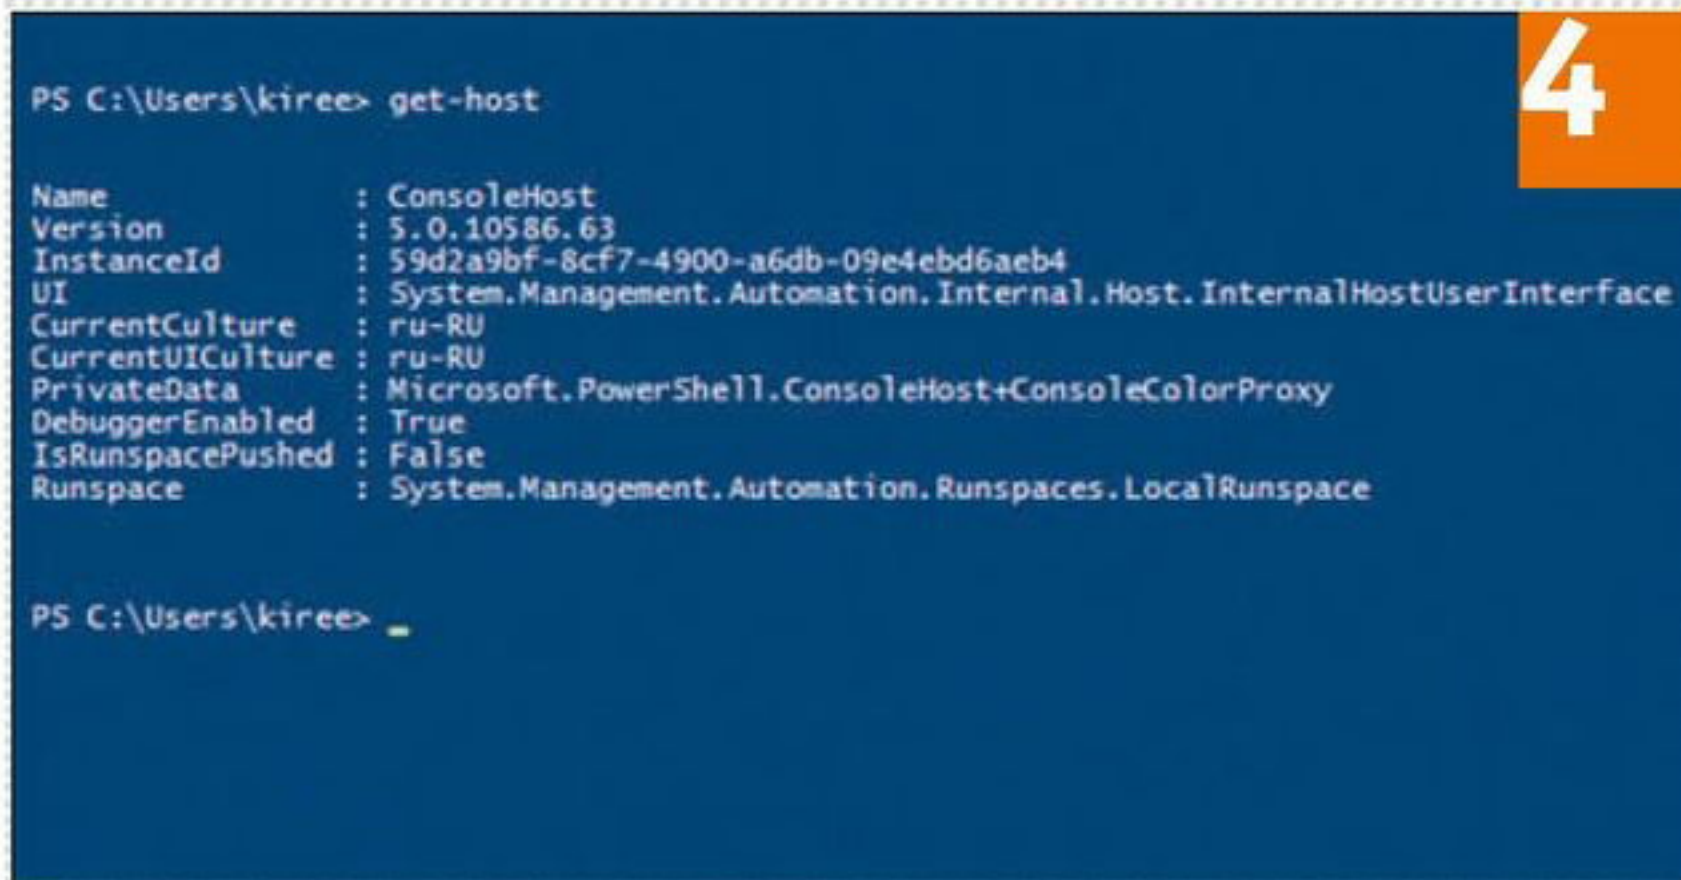 4
PS C:\Users\kiree> get-host
Name : ConsoleHost
Version : 5.0.10586.63
InstanceId : 59d2a9bf-8cf7-4900-a6db-09e4ebd6aeb4
UI : System.Management.Automation.Internal.Host.InternalHostUserInterface
CurrentCulture : ru-RU
CurrentUICulture : ru-RU
PrivateData : Microsoft.PowerShell.ConsoleHost+ConsoleColorProxy
DebuggerEnabled : True
IsRunspacePushed : False
Runspace : System.Management.Automation.Runspaces.LocalRunspace
PS C:\Users\kiree> _